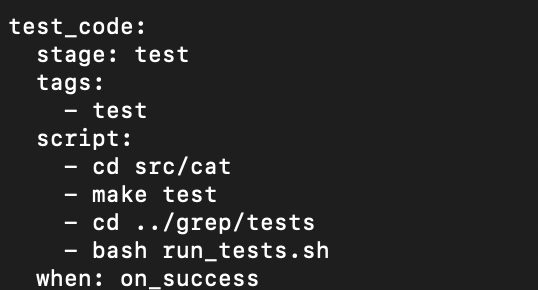 test_code:
  stage: test
  tags:
    - test
  script:
    - cd src/cat
    - make test
    - cd ../grep/tests
    - bash run_tests.sh
  when: on_success